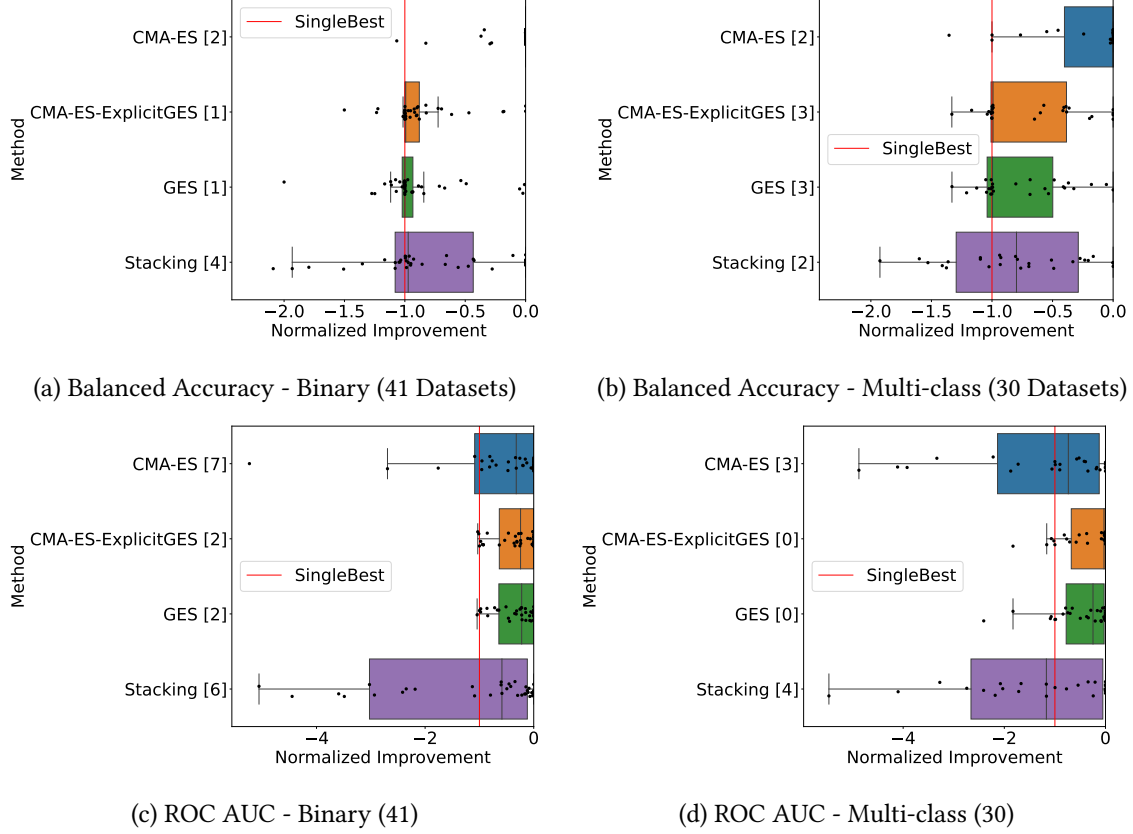 SingleBest
CMA-ES [2]
CMA-ES-ExplicitGES [1]
GES [1]
Stacking [4]
Method
−2.0 −1.5 −1.0 −0.5 0.0
Normalized Improvement
(a) Balanced Accuracy - Binary (41 Datasets)
CMA-ES [2]
CMA-ES-ExplicitGES [3]
SingleBest
GES [3]
Stacking [2]
Method
−2.0 −1.5 −1.0 −0.5 0.0
Normalized Improvement
(b) Balanced Accuracy - Multi-class (30 Datasets)
CMA-ES [7]
CMA-ES-ExplicitGES [2]
SingleBest
GES [2]
Stacking [6]
Method
−4 −2 0
Normalized Improvement
(c) ROC AUC - Binary (41)
CMA-ES [3]
CMA-ES-ExplicitGES [0]
SingleBest
GES [0]
Stacking [4]
Method
−4 −2 0
Normalized Improvement
(d) ROC AUC - Multi-class (30)